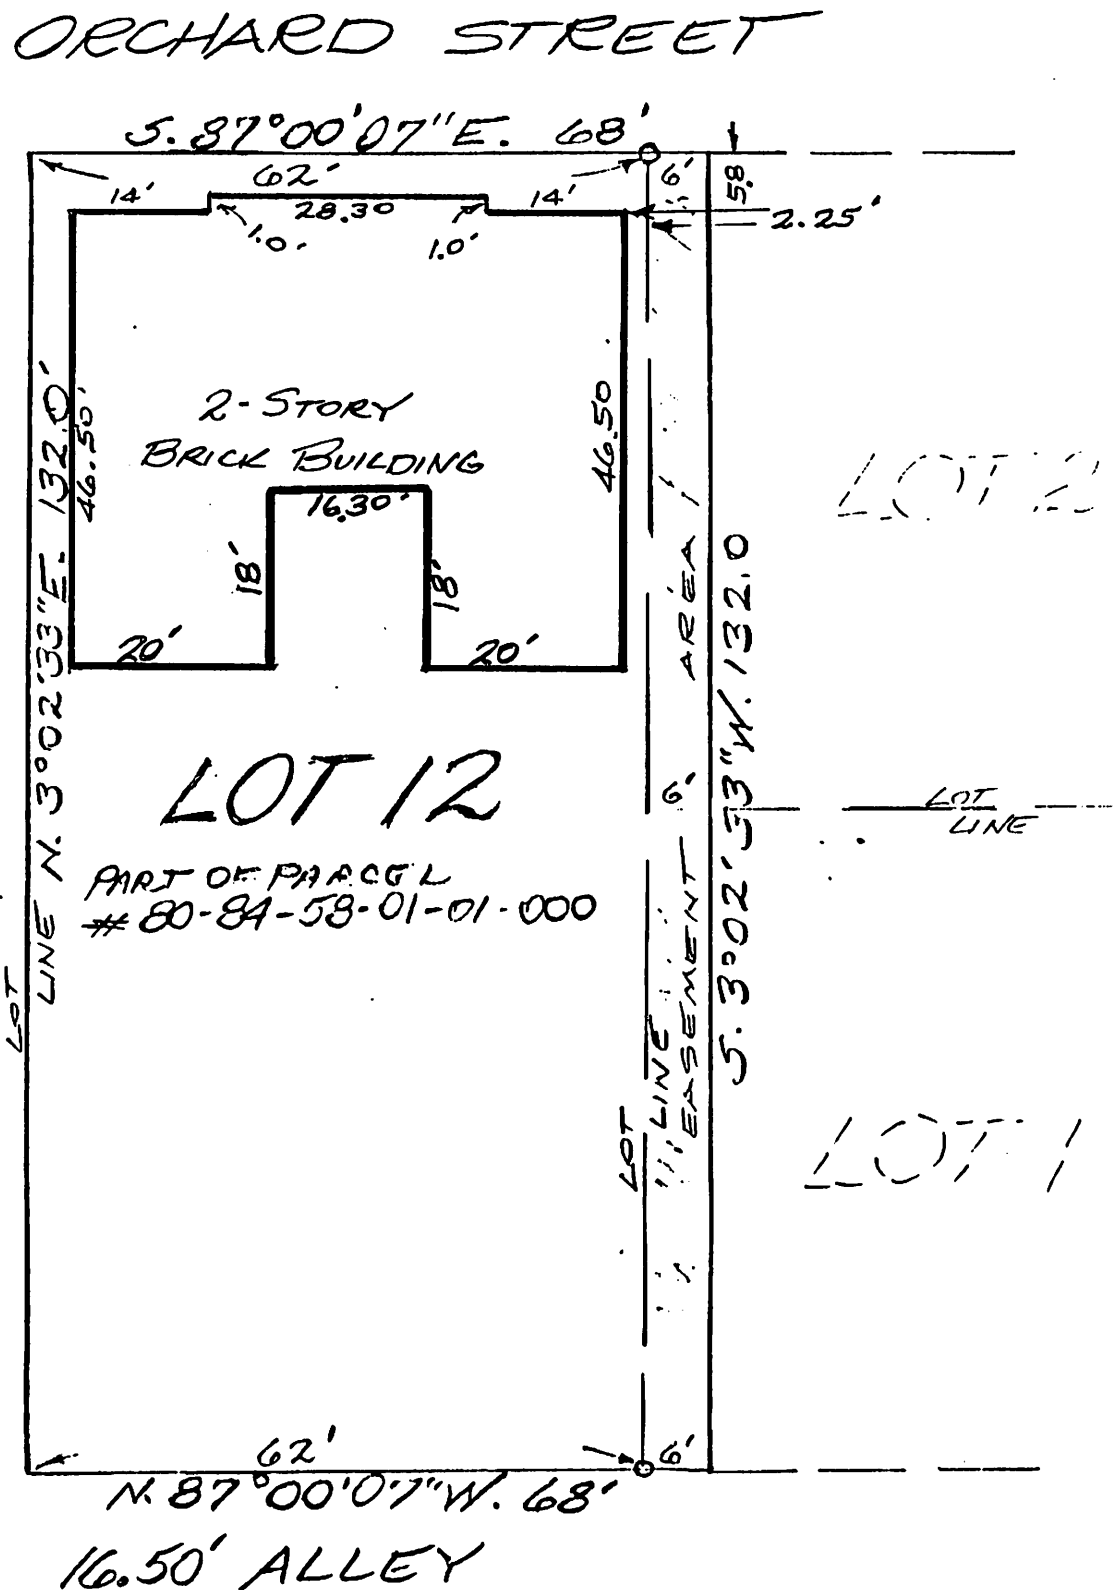 ORCHARD STREET
S. 87°00'07"E. 68'
62'
6'
5.8
14'
28.30
14'
2.25'
1.0'
1.0'
46.50'
46.50
2-STORY
BRICK BUILDING
16.30'
18'
18'
20'
20'
LOT LINE N. 3°02'33"E. 132.0'
LOT 12
PART OF PARCEL
# 80-84-58-01-01-000
LOT LINE
EASEMENT 6' AREA
S. 3°02'33"W. 132.0
LOT 2
LOT
LINE
LOT 1
62'
6'
N. 87°00'07"W. 68'
16.50' ALLEY